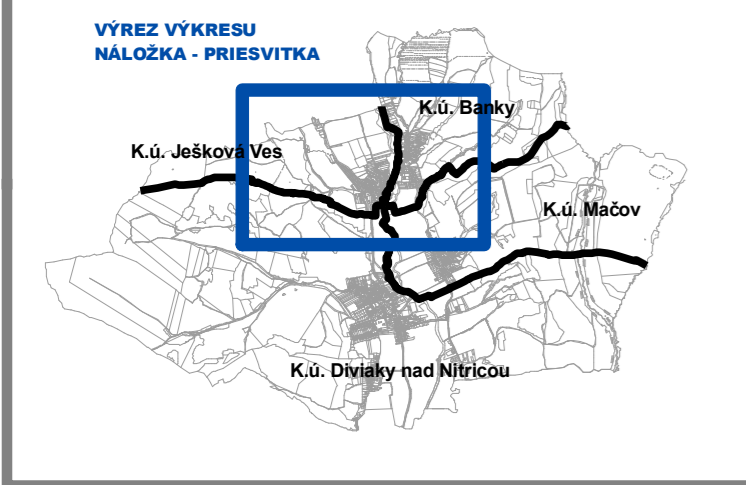 VÝREZ VÝKRESU
NÁLOŽKA - PRIESVITKA
K.ú. Banky
K.ú. Ješková Ves
K.ú. Mačov
K.ú. Diviaky nad Nitricou